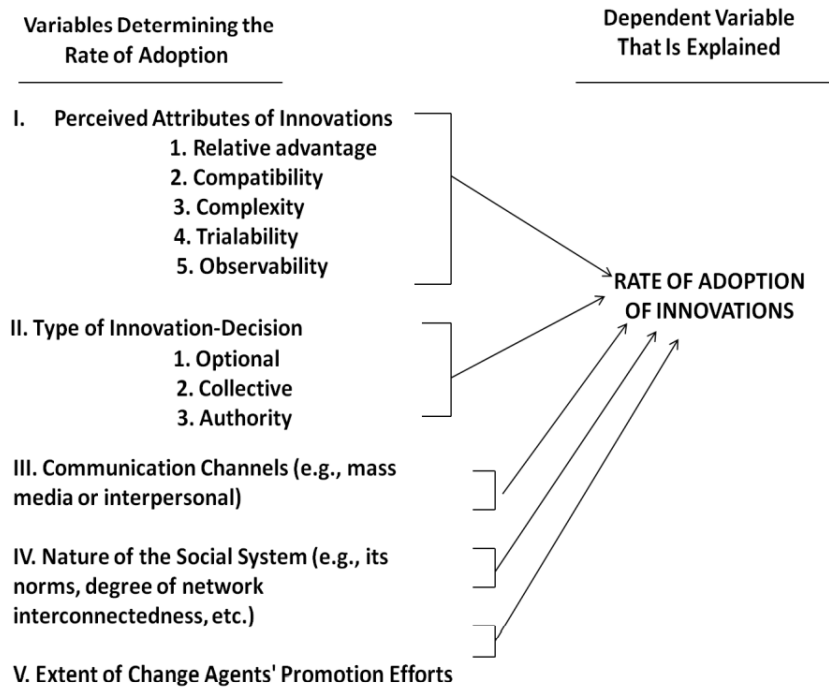 Variables Determining the
Rate of Adoption
Dependent Variable
That Is Explained
I. Perceived Attributes of Innovations
1. Relative advantage
2. Compatibility
3. Complexity
4. Trialability
5. Observability
RATE OF ADOPTION
OF INNOVATIONS
II. Type of Innovation-Decision
1. Optional
2. Collective
3. Authority
III. Communication Channels (e.g., mass
media or interpersonal)
IV. Nature of the Social System (e.g., its
norms, degree of network
interconnectedness, etc.)
V. Extent of Change Agents' Promotion Efforts